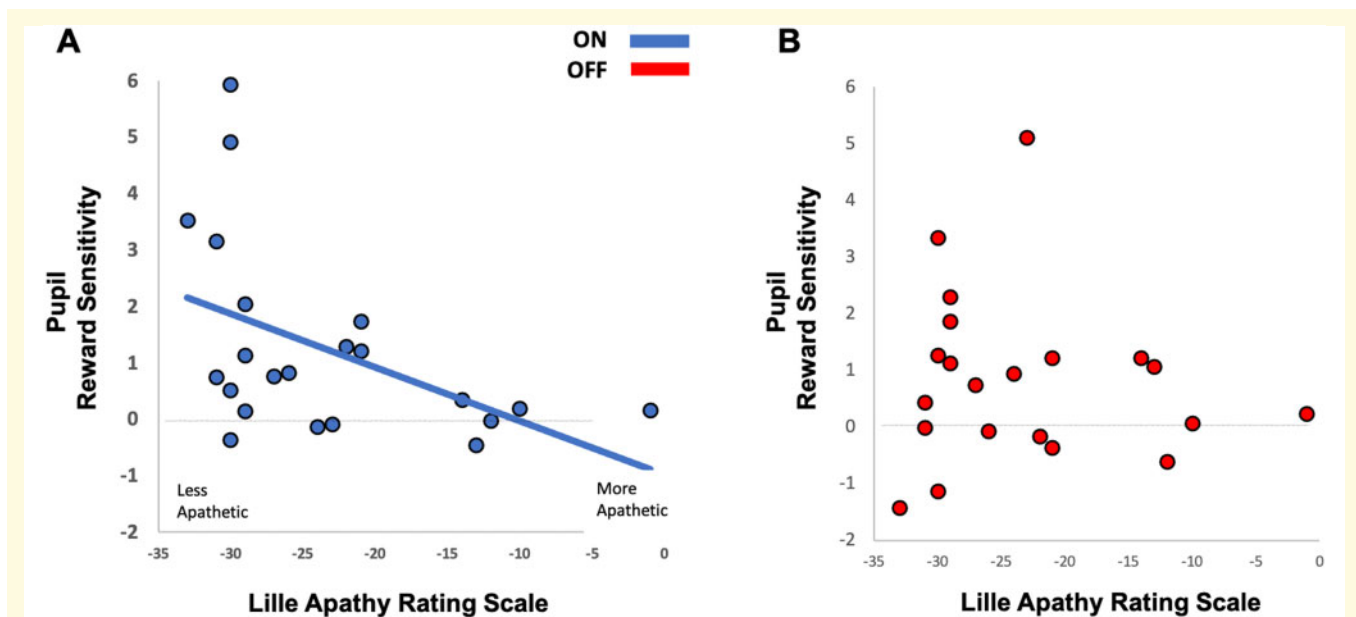 A
ON
OFF
B
6
5
4
3
2
1
0
-1
-2
Pupil
Reward Sensitivity
Less
Apathetic
More
Apathetic
-35 -30 -25 -20 -15 -10 -5 0
Lille Apathy Rating Scale
6
5
4
3
2
1
0
-1
-2
Pupil
Reward Sensitivity
-35 -30 -25 -20 -15 -10 -5 0
Lille Apathy Rating Scale